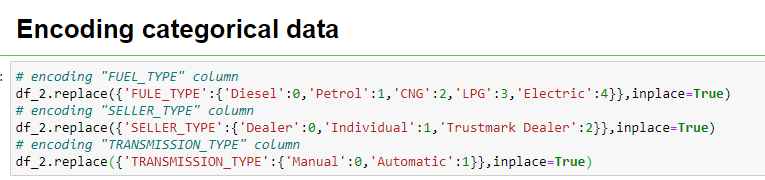 Encoding categorical data
:
# encoding "FUEL_TYPE" column
df_2.replace({'FULE_TYPE':{'Diesel':0,'Petrol':1,'CNG':2,'LPG':3,'Electric':4}},inplace=True)
# encoding "SELLER_TYPE" column
df_2.replace({'SELLER_TYPE':{'Dealer':0,'Individual':1,'Trustmark Dealer':2}},inplace=True)
# encoding "TRANSMISSION_TYPE" column
df_2.replace({'TRANSMISSION_TYPE':{'Manual':0,'Automatic':1}},inplace=True)